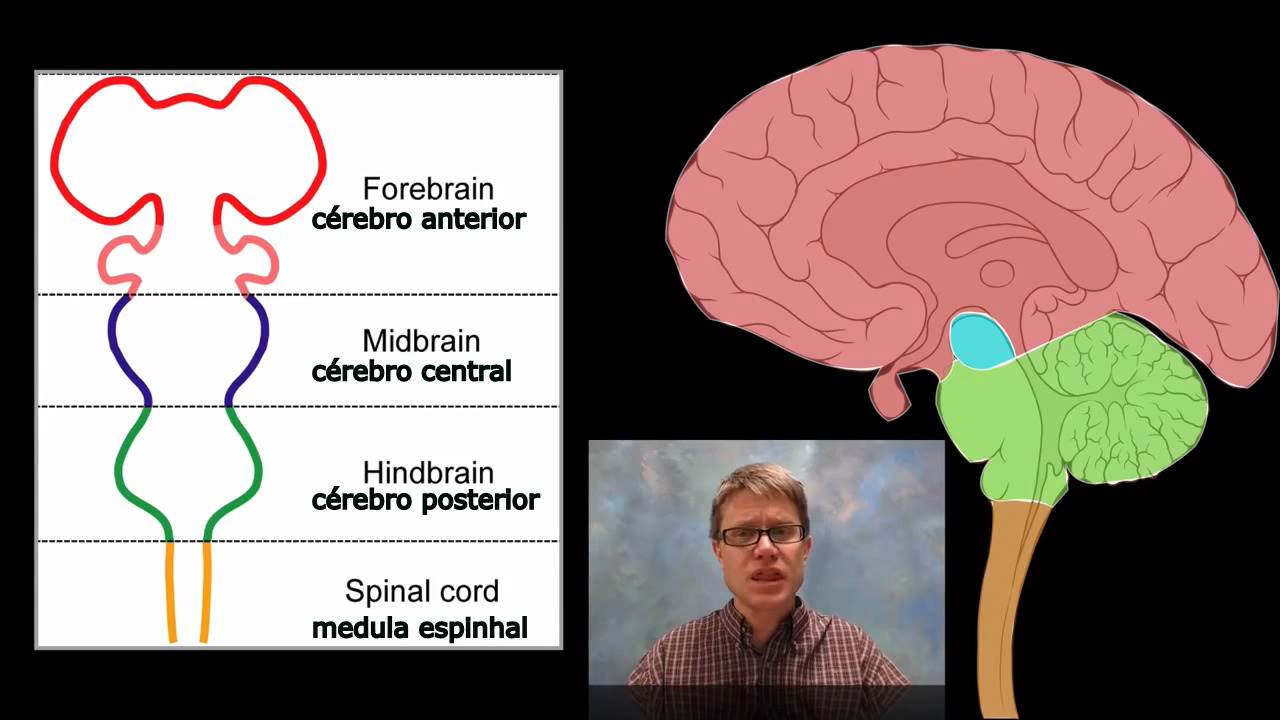 Forebrain
cérebro anterior
Midbrain
cérebro central
Hindbrain
cérebro posterior
Spinal cord
medula espinhal